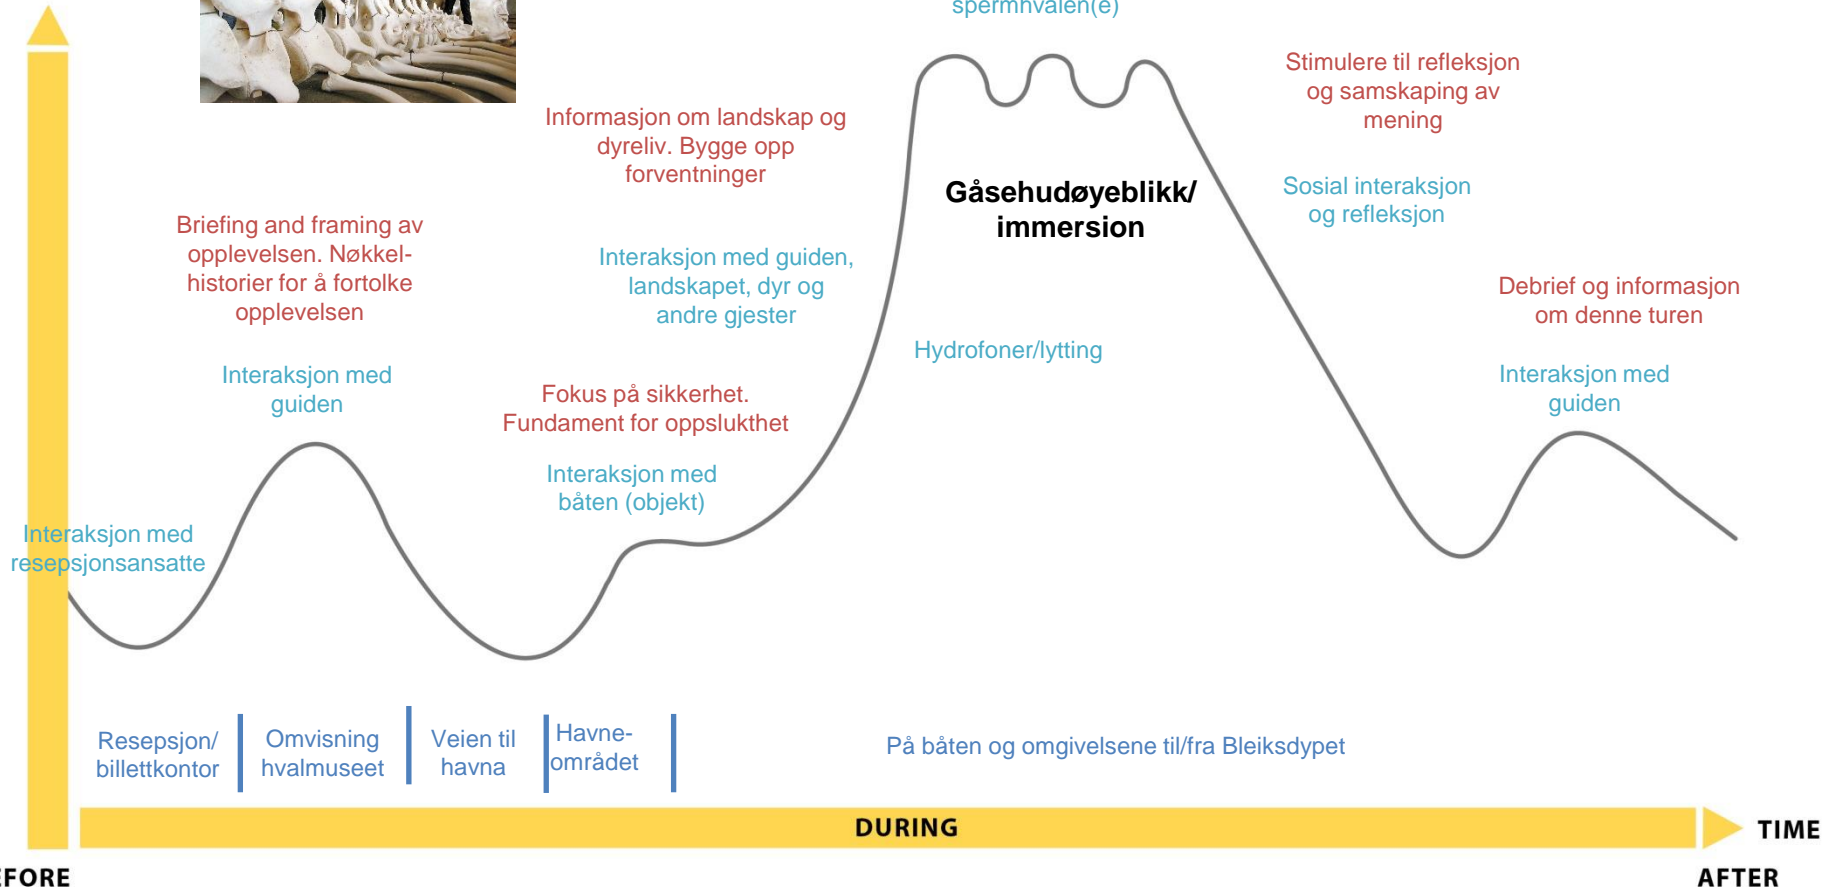 spermhvalen(e)
Stimulere til refleksjon
og samskaping av
mening
Informasjon om landskap og
dyreliv. Bygge opp
forventninger
Gåsehudøyeblikk/
immersion
Sosial interaksjon
og refleksjon
Briefing and framing av
opplevelsen. Nøkkel-
historier for å fortolke
opplevelsen
Interaksjon med guiden,
landskapet, dyr og
andre gjester
Debrief og informasjon
om denne turen
Hydrofoner/lytting
Interaksjon med
guiden
Interaksjon med
guiden
Fokus på sikkerhet.
Fundament for oppslukthet
Interaksjon med
båten (objekt)
Interaksjon med
resepsjonsansatte
Resepsjon/
billettkontor
Omvisning
hvalmuseet
Veien til
havna
Havne-
området
På båten og omgivelsene til/fra Bleiksdypet
DURING
TIME
EFORE
AFTER